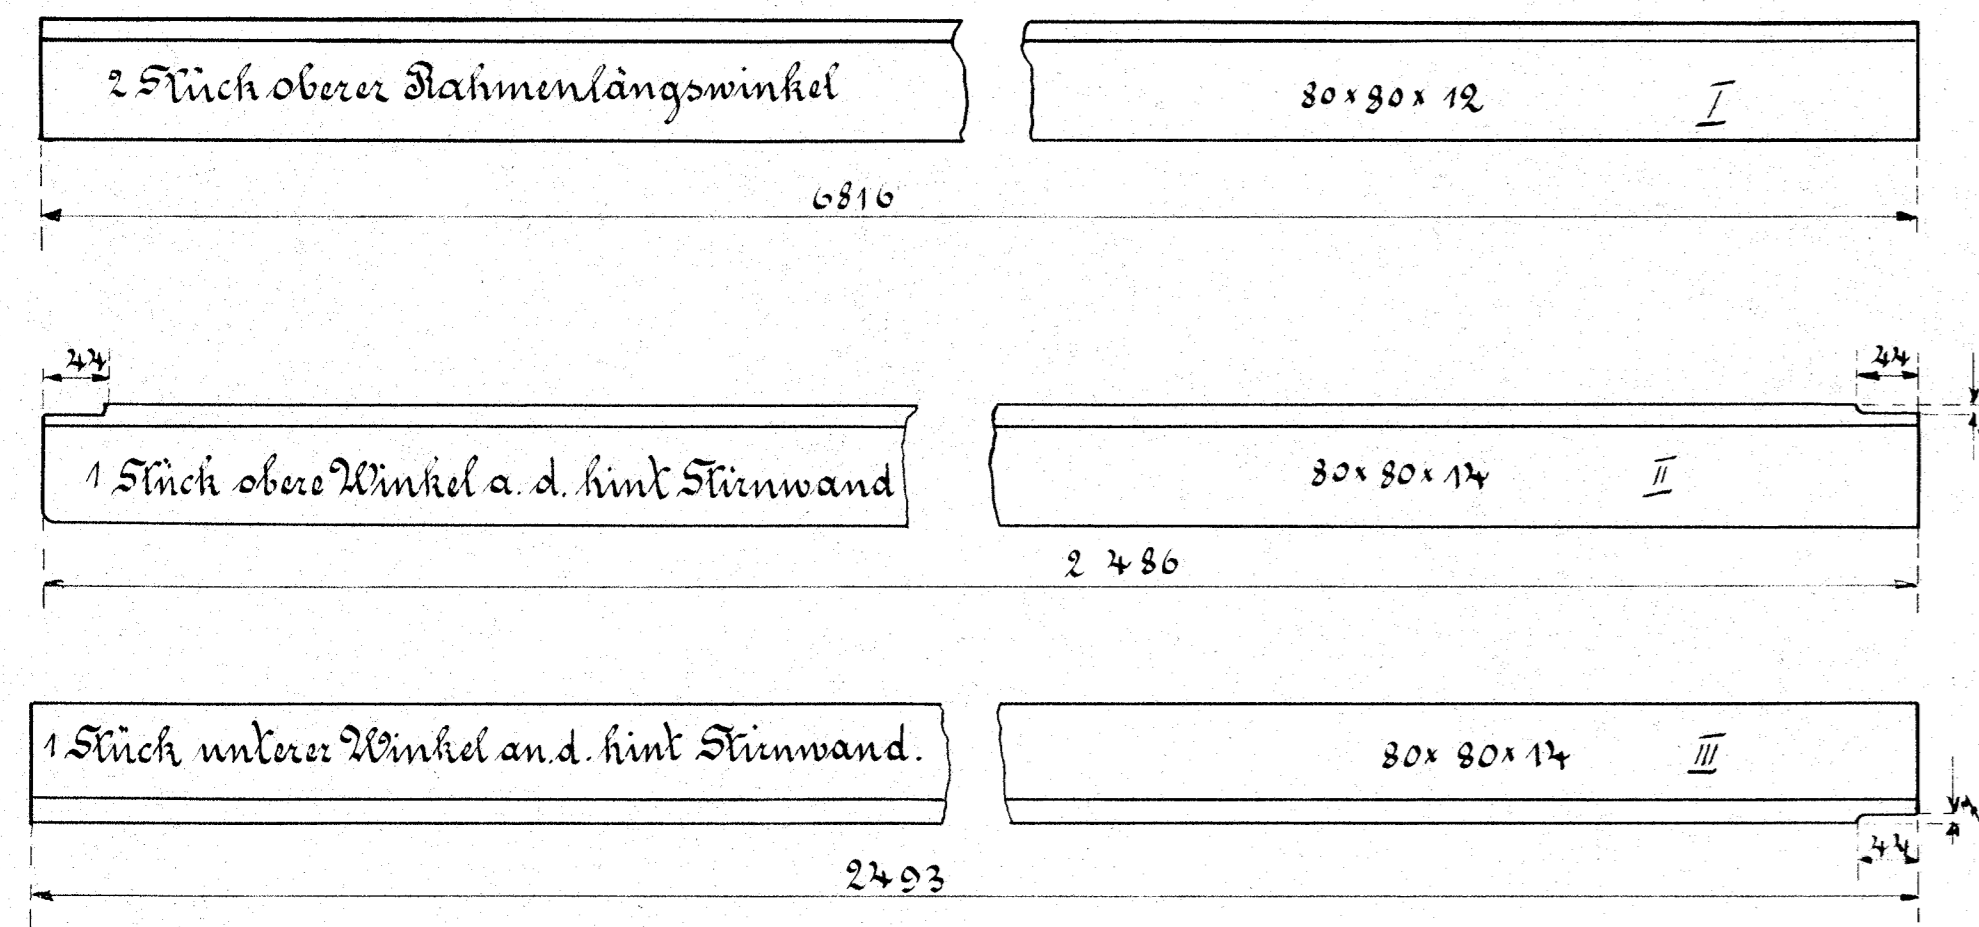 2 Stück oberer Rahmenlängswinkel 80 x 80 x 12 I
6816
44 44
1 Stück obere Winkel a. d. hint Stirnwand 80 x 80 x 14 II
2 486
1 Stück unterer Winkel an. d. hint Stirnwand. 80 x 80 x 14 III
44
2493